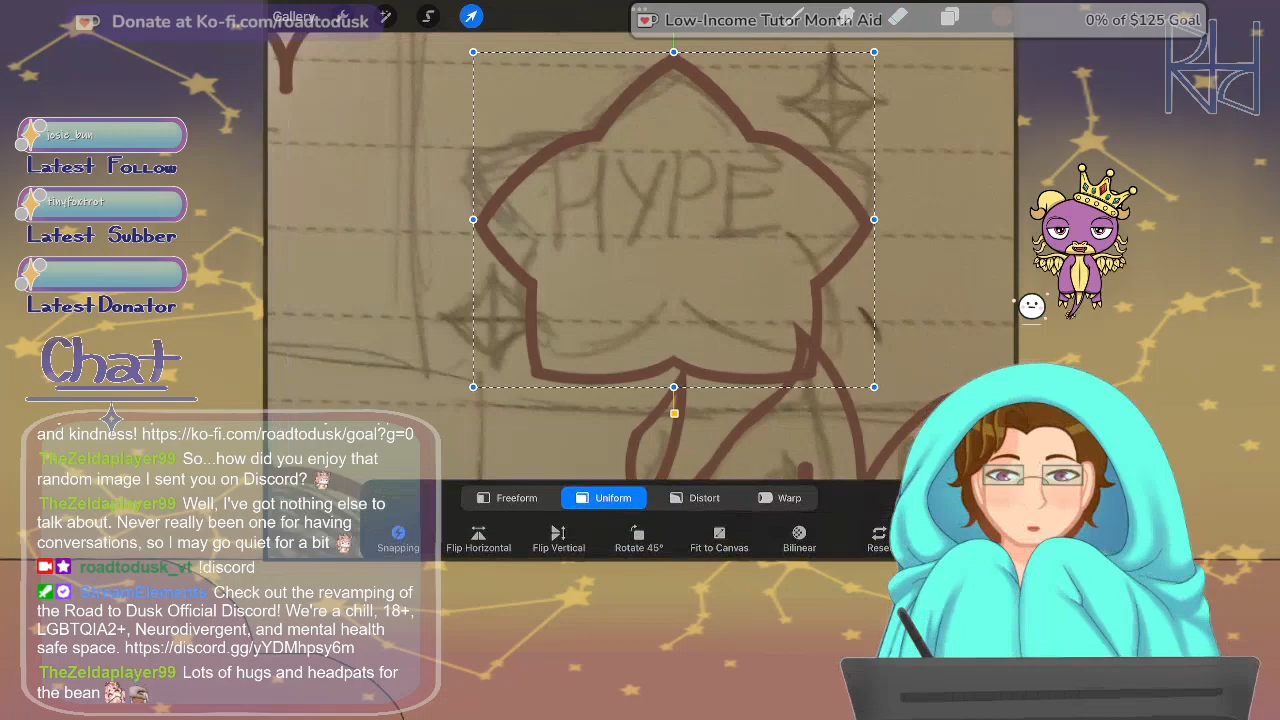 Donate at Ko-fi.com/roadtodusk
Gallery
Low-Income Tutor Month Aid
0% of $125 Goal
josie_bun
Latest Follow
tinyfoxtrot
Latest Subber
Latest Donator
Chat
HYPE
and kindness! https://ko-fi.com/roadtodusk/goal?g=0
TheZeldaplayer99 So...how did you enjoy that
random image I sent you on Discord?
TheZeldaplayer99 Well, I've got nothing else to
talk about. Never really been one for having
conversations, so I may go quiet for a bit
roadtodusk_vt !discord
StreamElements Check out the revamping of
the Road to Dusk Official Discord! We're a chill, 18+,
LGBTQIA2+, Neurodivergent, and mental health
safe space. https://discord.gg/yYDMhpsy6m
TheZeldaplayer99 Lots of hugs and headpats for
the bean
Freeform
Uniform
Distort
Warp
Snapping
Flip Horizontal
Flip Vertical
Rotate 45°
Fit to Canvas
Bilinear
Reset